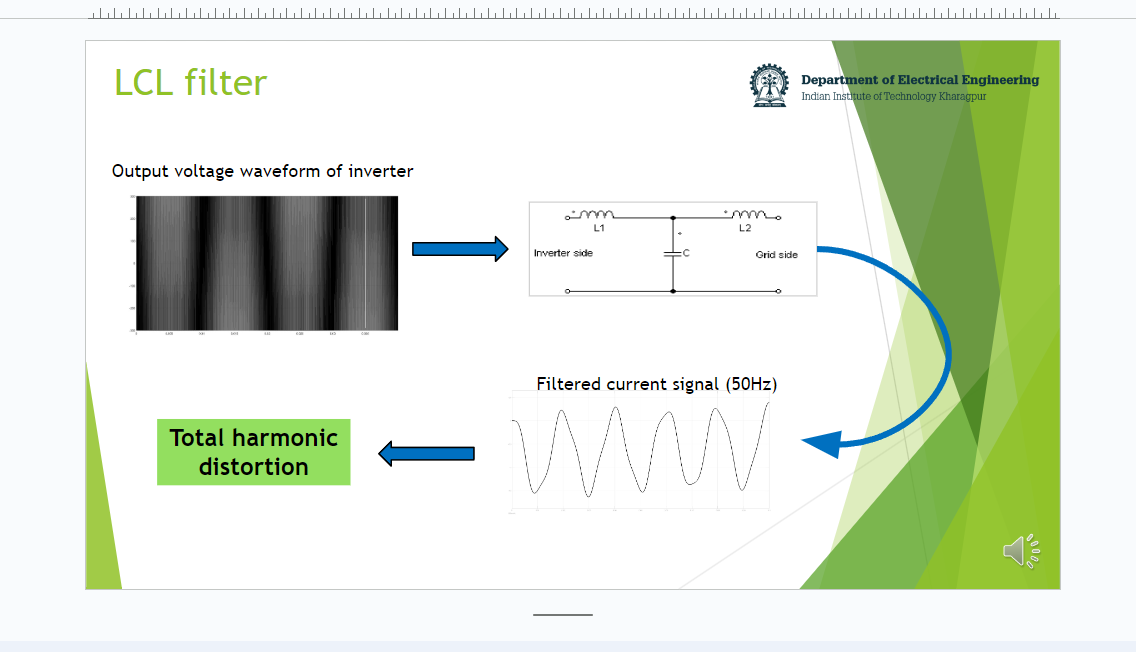 LCL filter
Department of Electrical Engineering
Indian Institute of Technology Kharagpur
Output voltage waveform of inverter
L1
L2
Inverter side
C
Grid side
Filtered current signal (50Hz)
Total harmonic
distortion